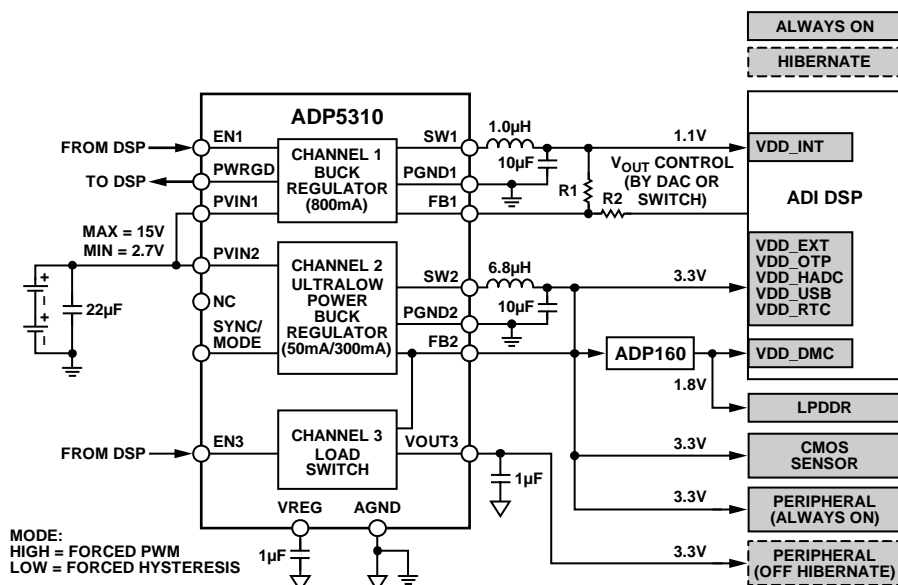 ALWAYS ON
HIBERNATE
ADP5310
FROM DSP
EN1
CHANNEL 1
BUCK
REGULATOR
(800mA)
SW1
1.0µH
1.1V
VDD_INT
TO DSP
PWRGD
PGND1
10µF
R1
VOUT CONTROL
(BY DAC OR
SWITCH)
ADI DSP
PVIN1
FB1
R2
MAX = 15V
MIN = 2.7V
PVIN2
CHANNEL 2
ULTRALOW
POWER
BUCK
REGULATOR
(50mA/300mA)
SW2
6.8µH
3.3V
VDD_EXT
VDD_OTP
VDD_HADC
VDD_USB
VDD_RTC
+
–
+
–
22µF
NC
PGND2
10µF
SYNC/
MODE
FB2
ADP160
VDD_DMC
1.8V
LPDDR
FROM DSP
EN3
CHANNEL 3
LOAD
SWITCH
VOUT3
1µF
3.3V
CMOS
SENSOR
3.3V
PERIPHERAL
(ALWAYS ON)
VREG
AGND
1µF
3.3V
PERIPHERAL
(OFF HIBERNATE)
MODE:
HIGH = FORCED PWM
LOW = FORCED HYSTERESIS